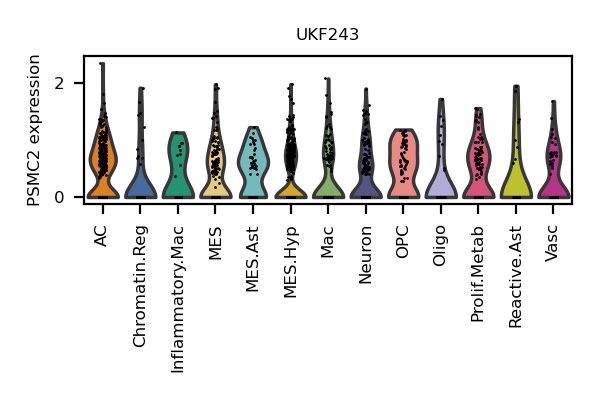 UKF243
PSMC2 expression
2
0
AC
Chromatin.Reg
Inflammatory.Mac
MES
MES.Ast
MES.Hyp
Mac
Neuron
OPC
Oligo
Prolif.Metab
Reactive.Ast
Vasc